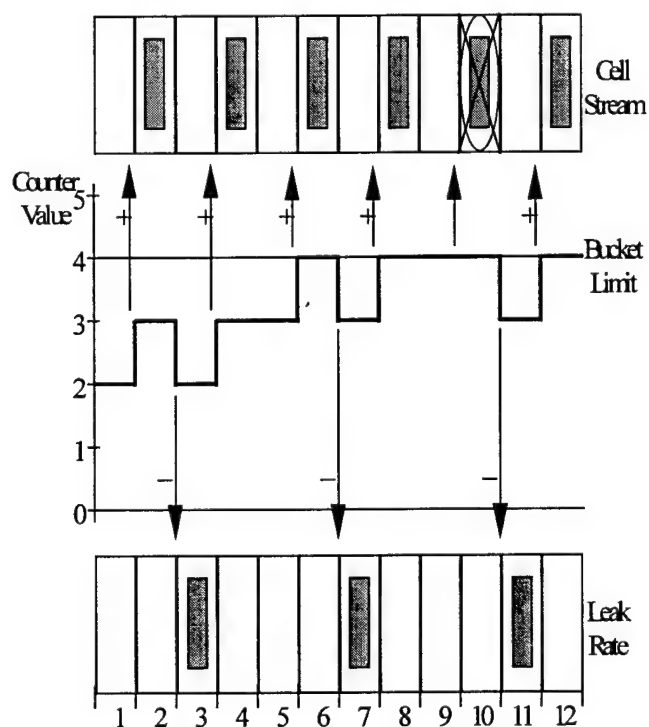 Cell
Stream
Counter
Value
5
+ + + + +
4
Bucket
Limit
3
2
1
− − −
0
Leak
Rate
1 2 3 4 5 6 7 8 9 10 11 12